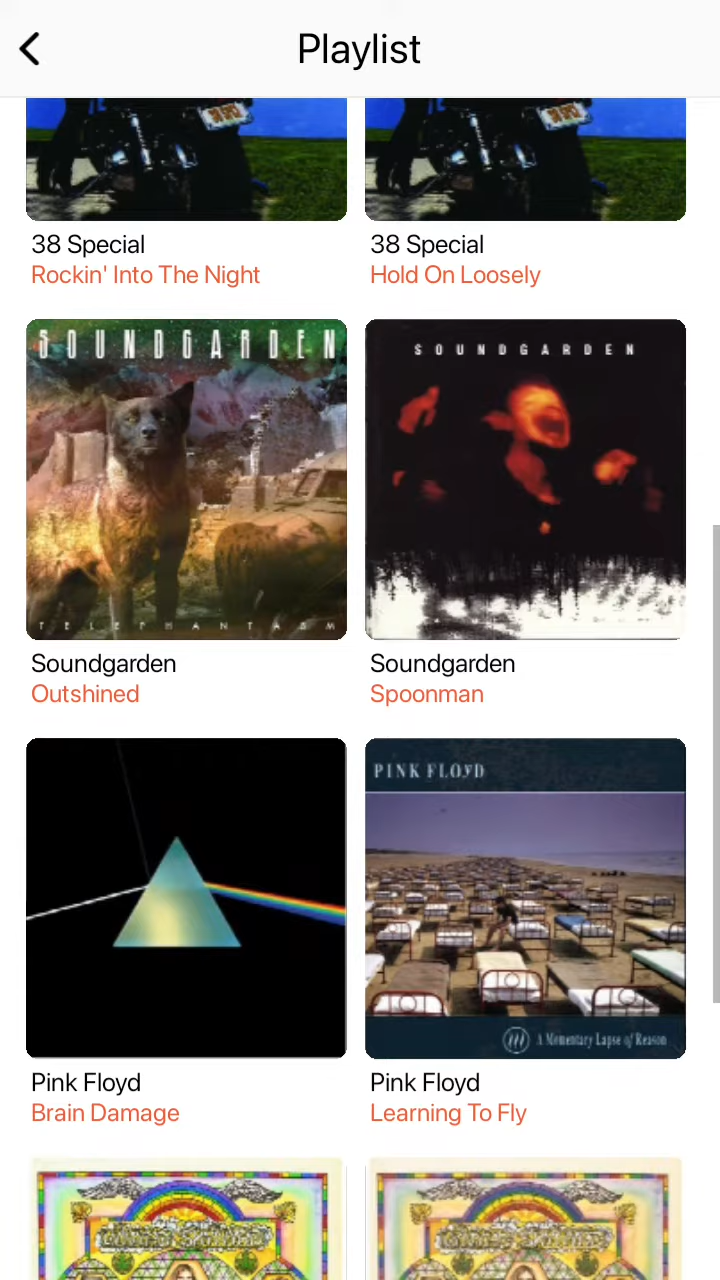 Playlist
38 Special
Rockin' Into The Night
38 Special
Hold On Loosely
SOUNDGARDEN
TELEPHANTASM
Soundgarden
Outshined
SOUNDGARDEN
Soundgarden
Spoonman
Pink Floyd
Brain Damage
PINK FLOYD
A Momentary Lapse of Reason
Pink Floyd
Learning To Fly